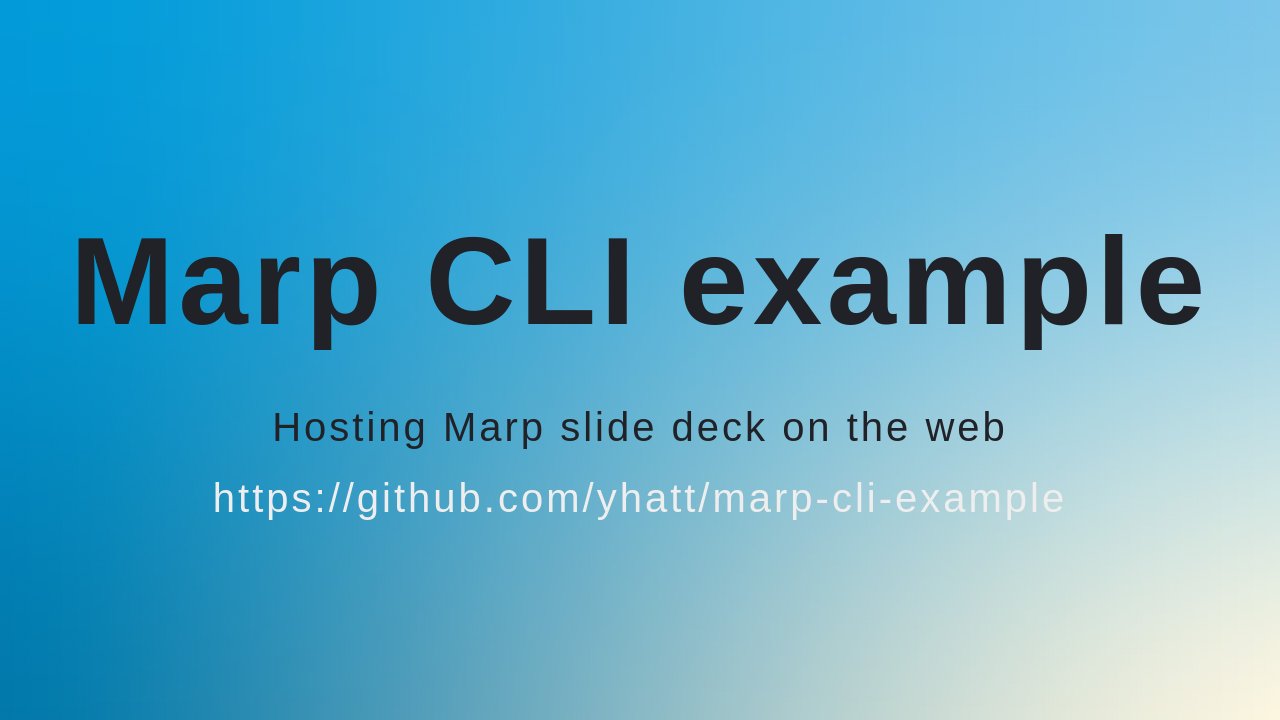 Marp CLI example
Hosting Marp slide deck on the web
https://github.com/yhatt/marp-cli-example